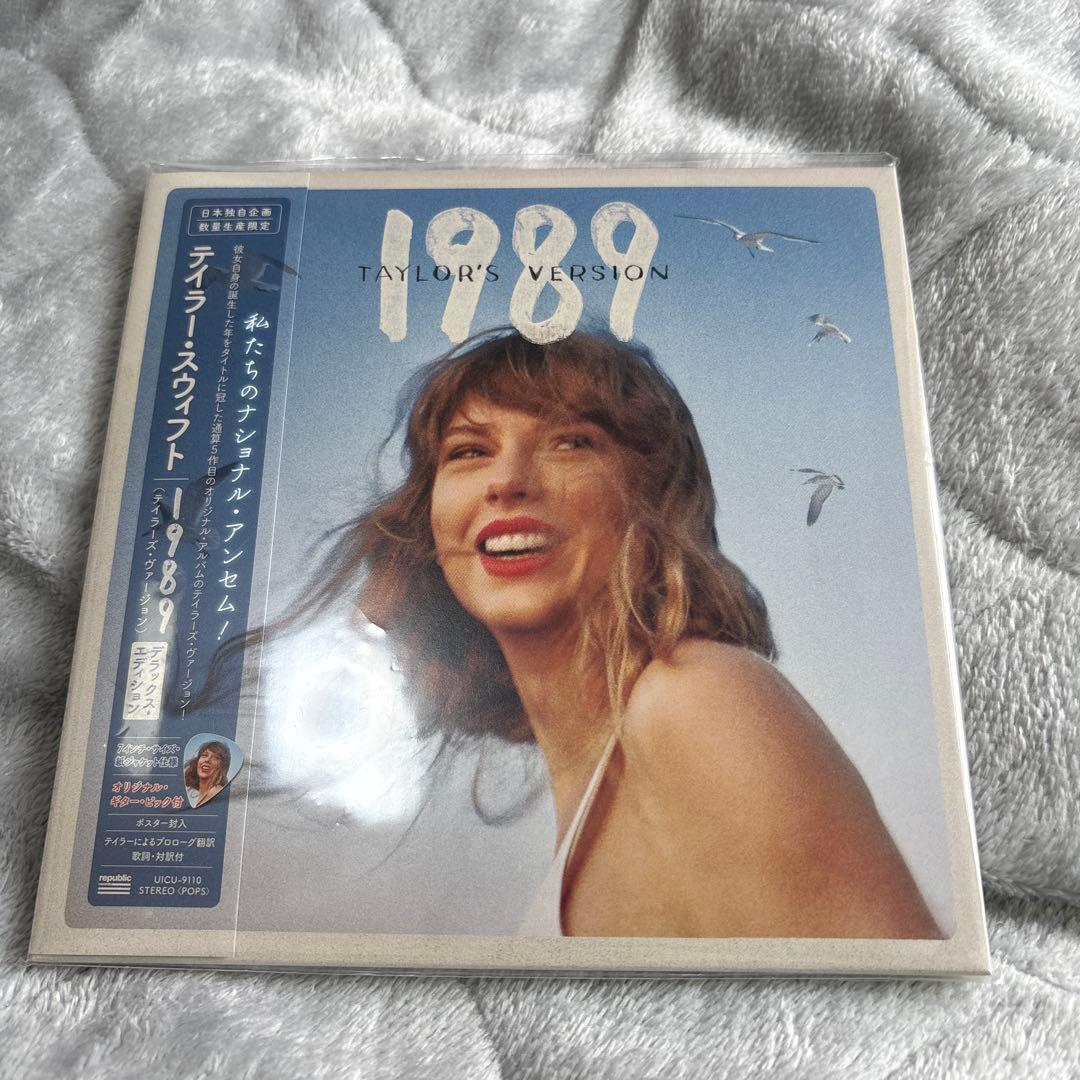 1989
TAYLOR'S VERSION
日本独自企画
数量生産限定
私たちのナショナル・アンセム!
彼女自身の誕生した年をタイトルに冠した通算5作目のオリジナル・アルバムのテイラーズ・ヴァージョン!
テイラー・スウィフト
1989
(テイラーズ・ヴァージョン)
デラックス・
エディション
7インチ・サイズ・
紙ジャケット仕様
オリジナル・
ギター・ピック付
ポスター封入
テイラーによるプロローグ翻訳
歌詞・対訳付
republic
UICU-9110
STEREO〈POPS〉